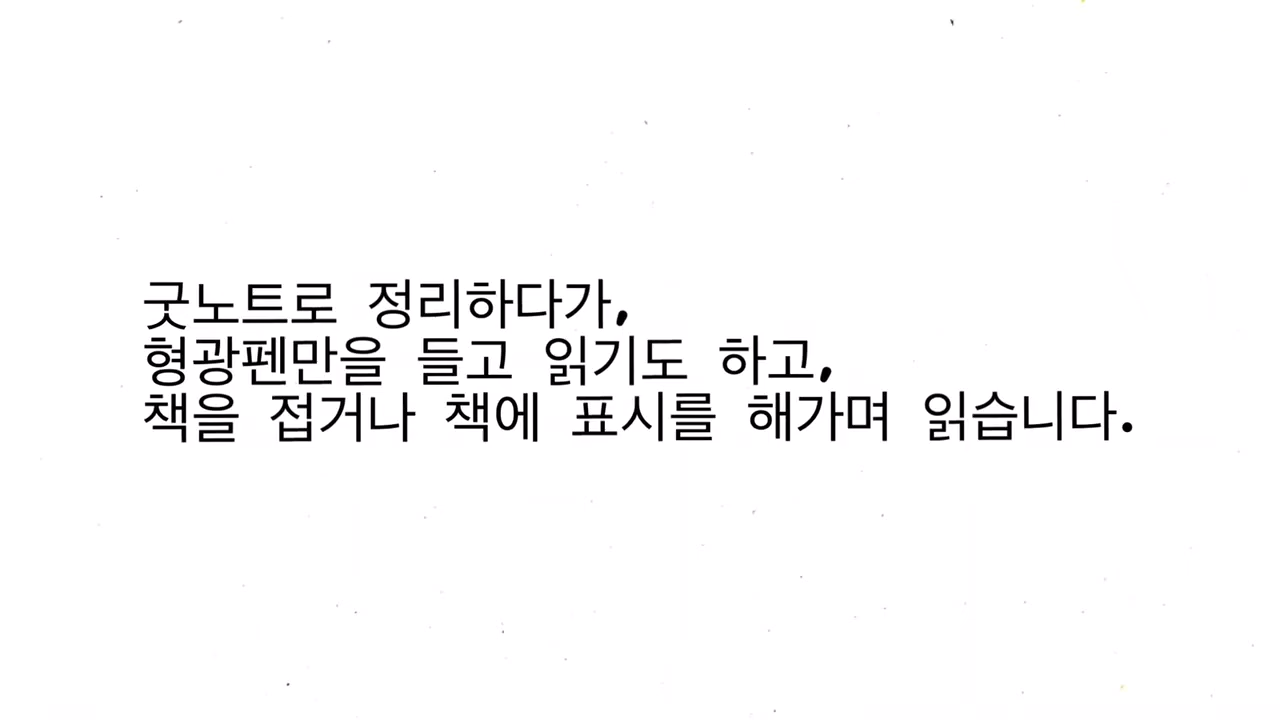 굿노트로 정리하다가,
형광펜만을 들고 읽기도 하고,
책을 접거나 책에 표시를 해가며 읽습니다.